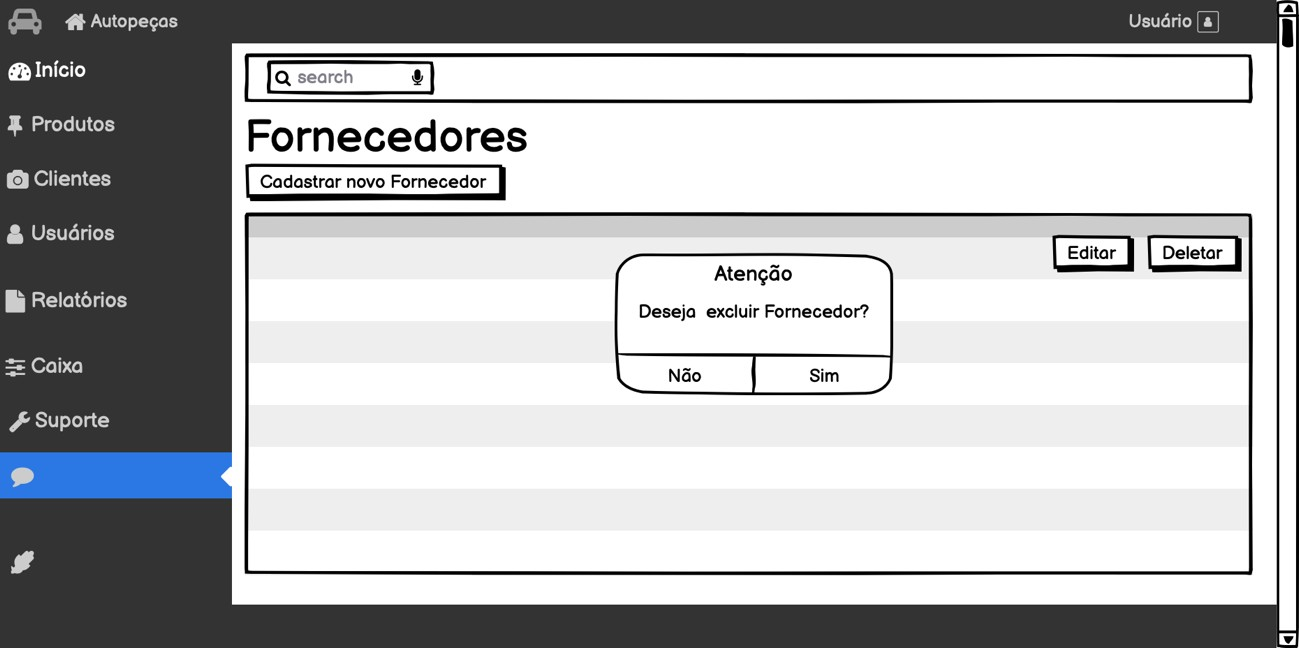 Autopeças
Usuário
Início
Produtos
Clientes
Usuários
Relatórios
Caixa
Suporte
search
Fornecedores
Cadastrar novo Fornecedor
Editar
Deletar
Atenção
Deseja excluir Fornecedor?
Não
Sim